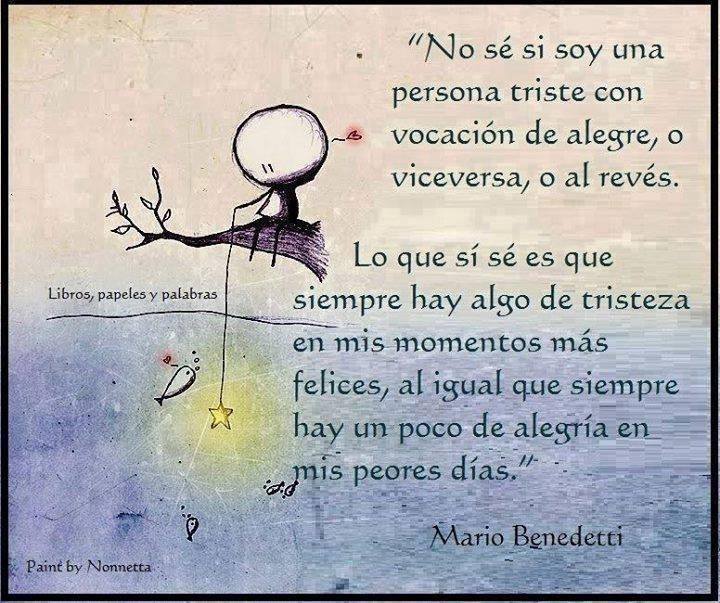 “No sé si soy una
persona triste con
vocación de alegre, o
viceversa, o al revés.
Lo que sí sé es que
siempre hay algo de tristeza
en mis momentos más
felices, al igual que siempre
hay un poco de alegría en
mis peores días.”
Mario Benedetti
Libros, papeles y palabras
Paint by Nonnetta